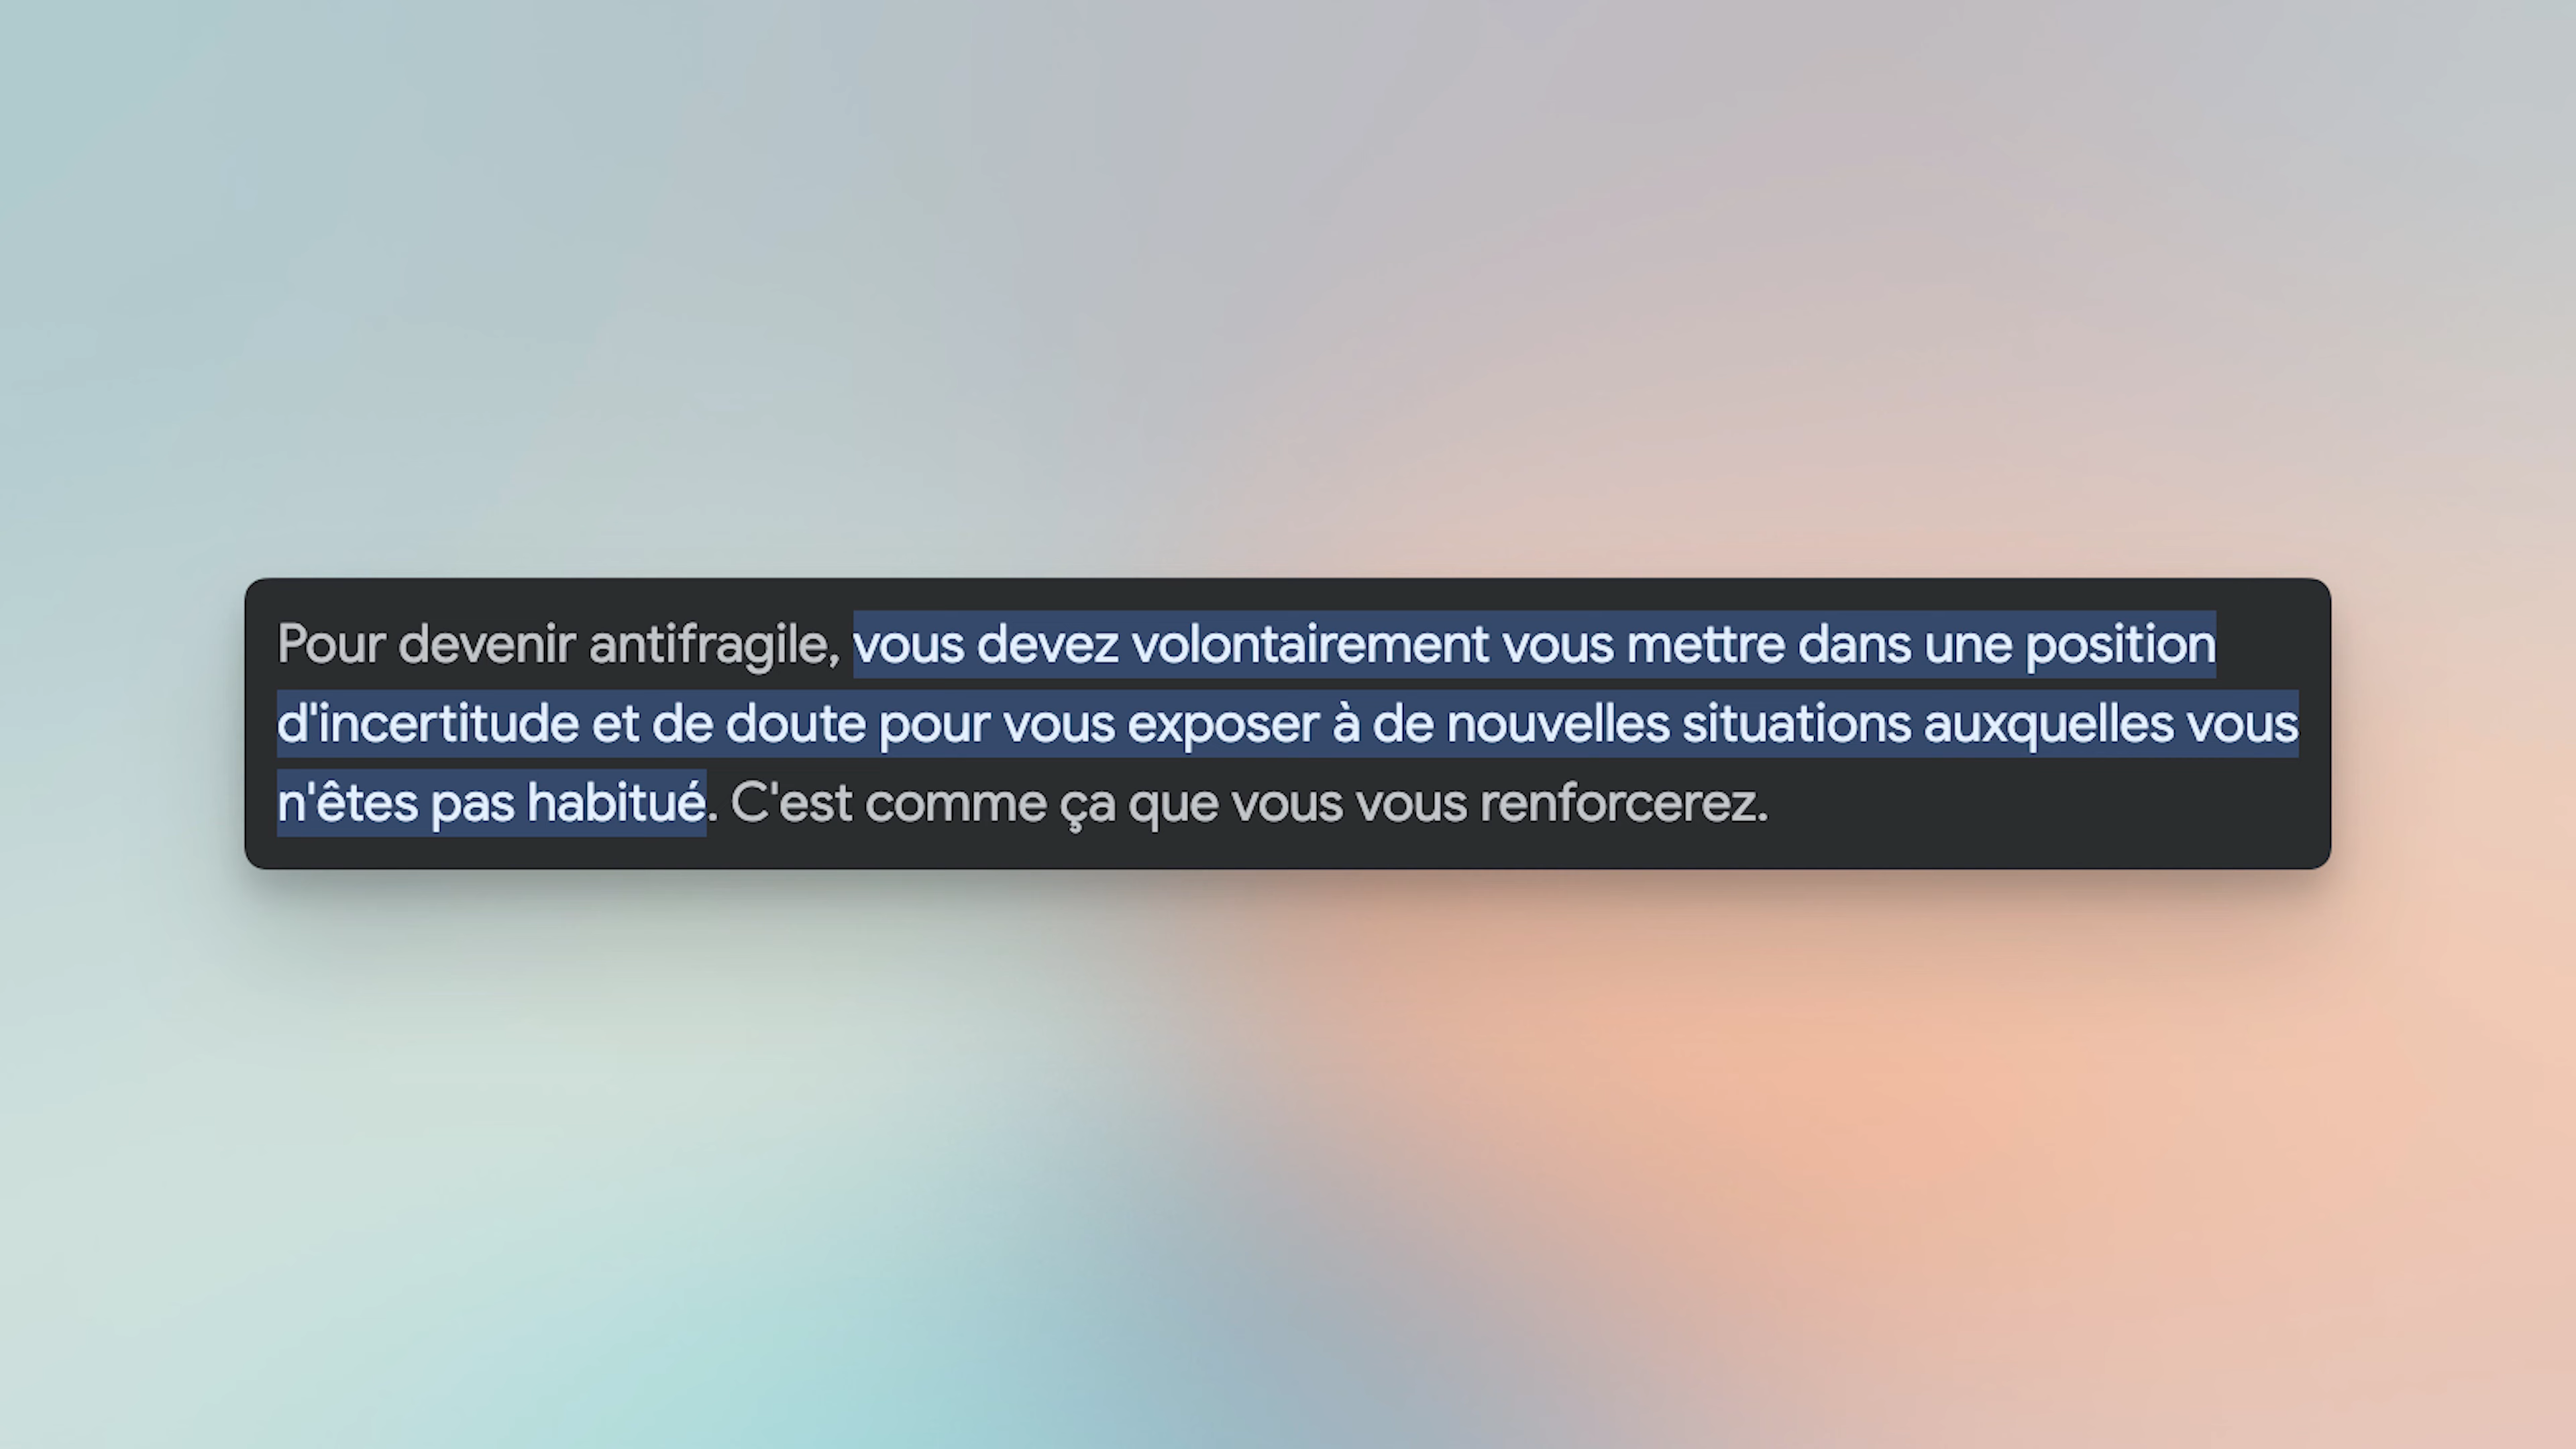 Pour devenir antifragile, vous devez volontairement vous mettre dans une position
d'incertitude et de doute pour vous exposer à de nouvelles situations auxquelles vous
n'êtes pas habitué. C'est comme ça que vous vous renforcerez.